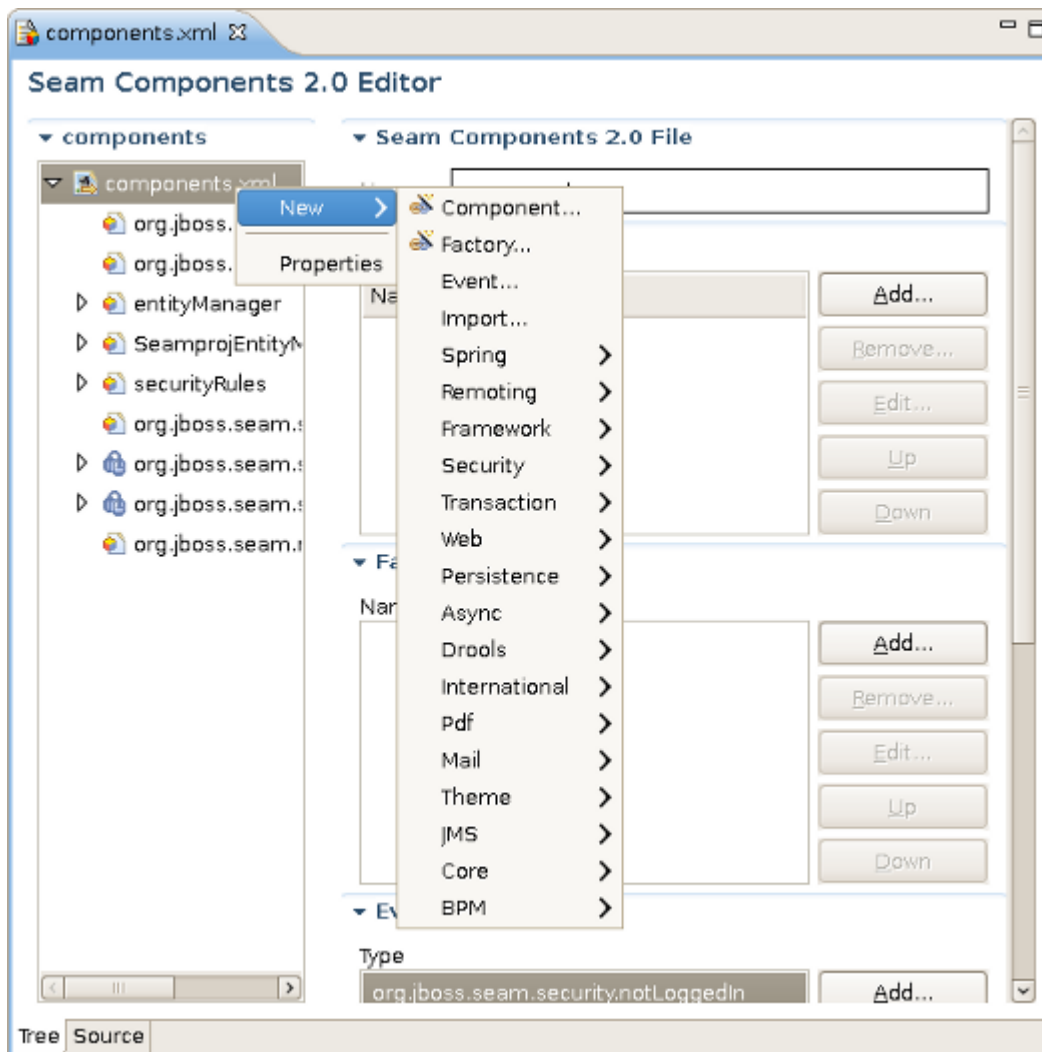 components.xml
Seam Components 2.0 Editor
components
components.xml
org.jboss.
org.jboss.
entityManager
SeamprojEntityM
securityRules
org.jboss.seam.s
org.jboss.seam.s
org.jboss.seam.s
org.jboss.seam.r
Seam Components 2.0 File
New
Properties
Component...
Factory...
Event...
Import...
Spring
Remoting
Framework
Security
Transaction
Web
Persistence
Async
Drools
International
Pdf
Mail
Theme
JMS
Core
BPM
Na
Add...
Remove...
Edit...
Up
Down
Fa
Nar
Add...
Remove...
Edit...
Up
Down
Ev
Type
org.jboss.seam.security.notLoggedIn
Add...
Tree Source